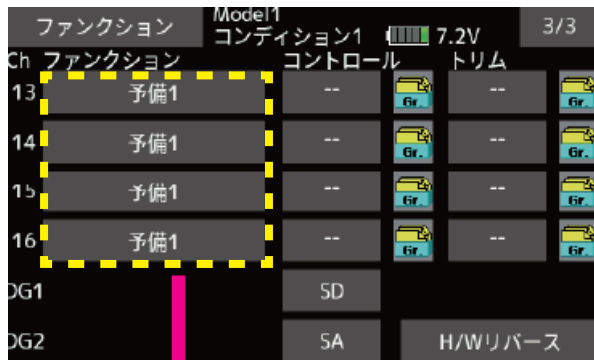 ファンクション Model1 3/3
コンディション1 7.2V
Ch ファンクション コントロール トリム
13 予備1 -- Gr. -- Gr.
14 予備1 -- Gr. -- Gr.
15 予備1 -- Gr. -- Gr.
16 予備1 -- Gr. -- Gr.
DG1 5D
DG2 5A H/Wリバース